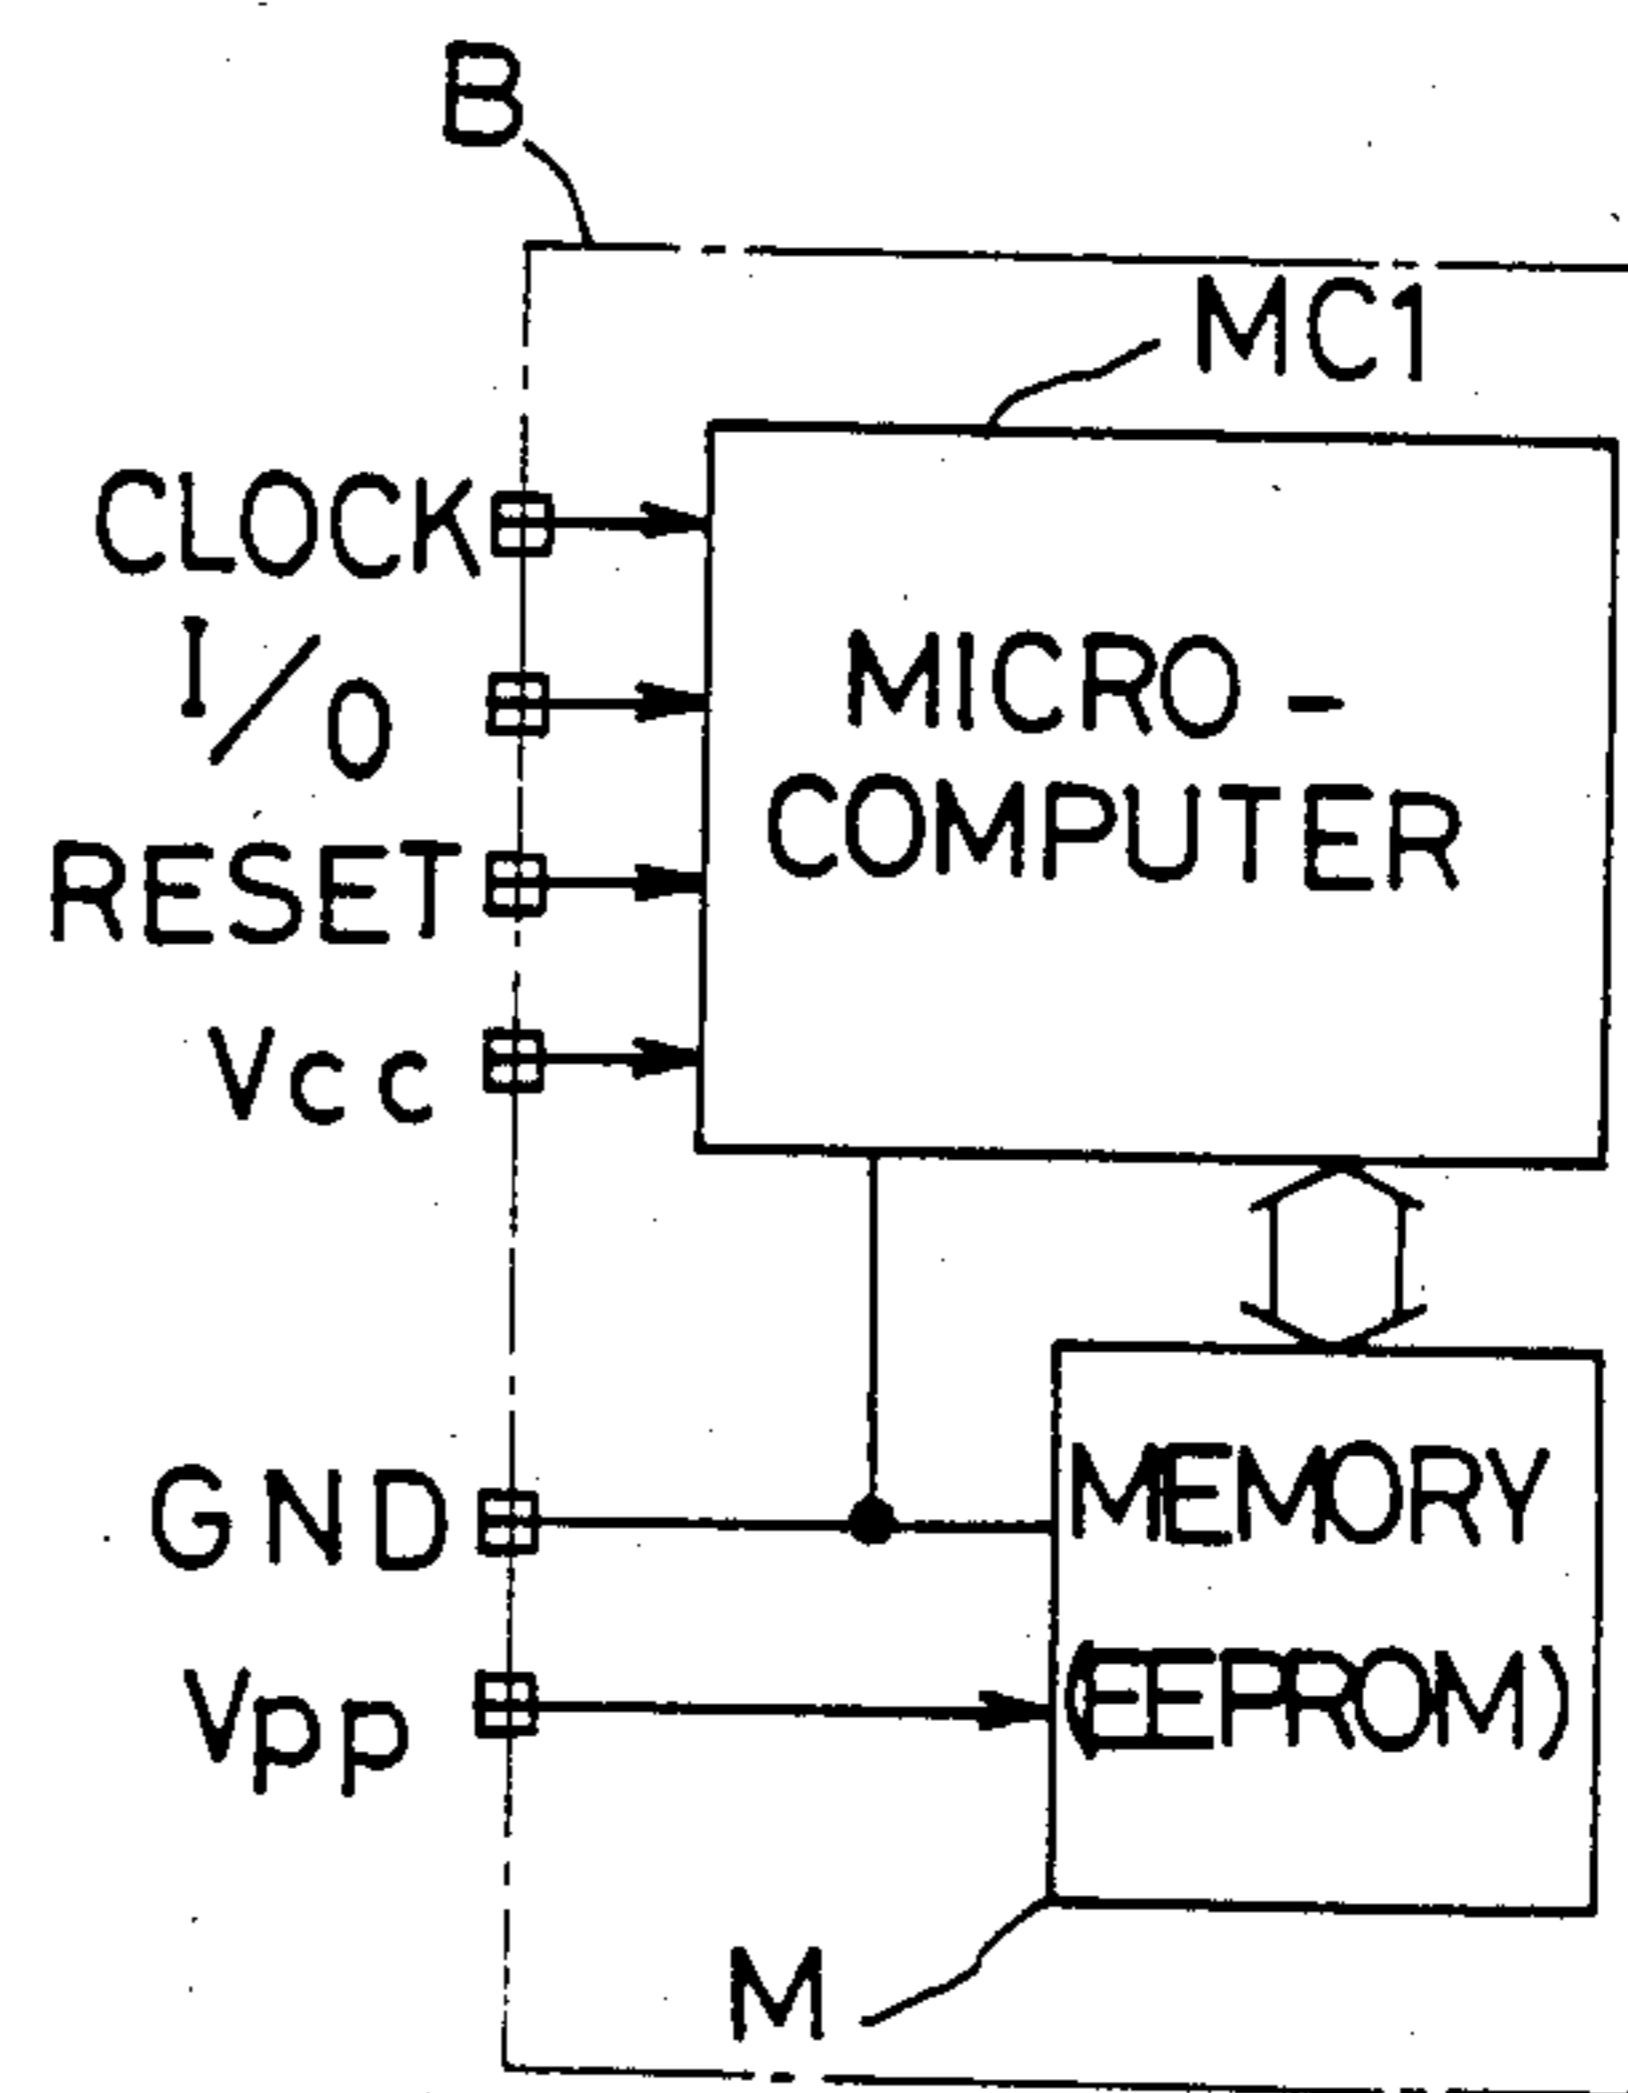 B
MC1
CLOCK
I/O
MICRO-
COMPUTER
RESET
Vcc
GND
MEMORY
Vpp
(EEPROM)
M